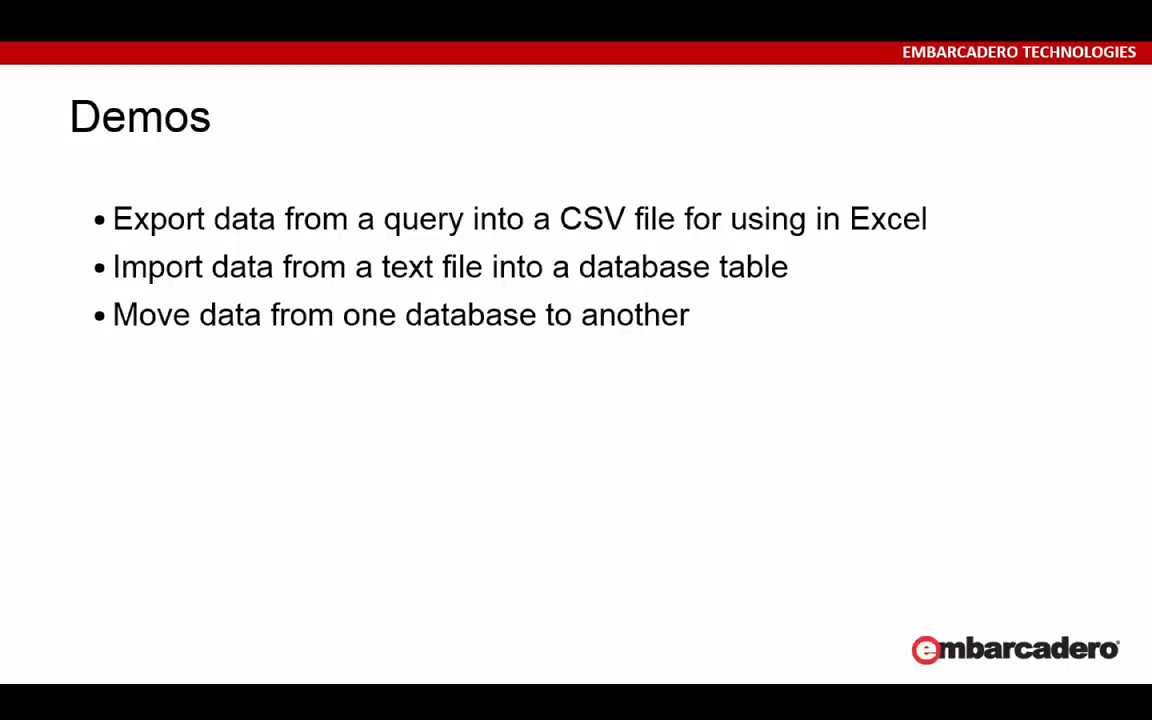 EMBARCADERO TECHNOLOGIES
Demos
• Export data from a query into a CSV file for using in Excel
• Import data from a text file into a database table
• Move data from one database to another
embarcadero